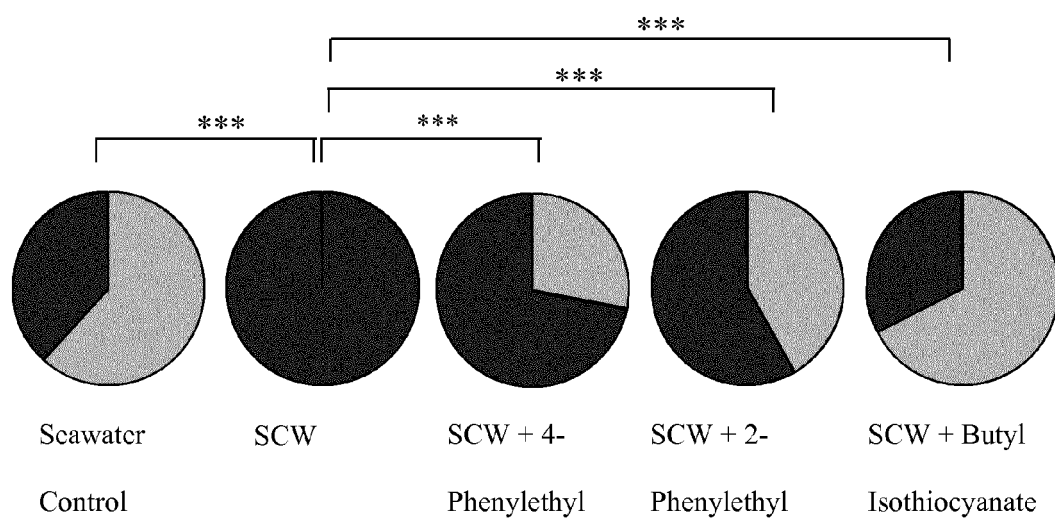 ***
***
*** ***
Seawater SCW SCW + 4- SCW + 2- SCW + Butyl
Control Phenylethyl Phenylethyl Isothiocyanate